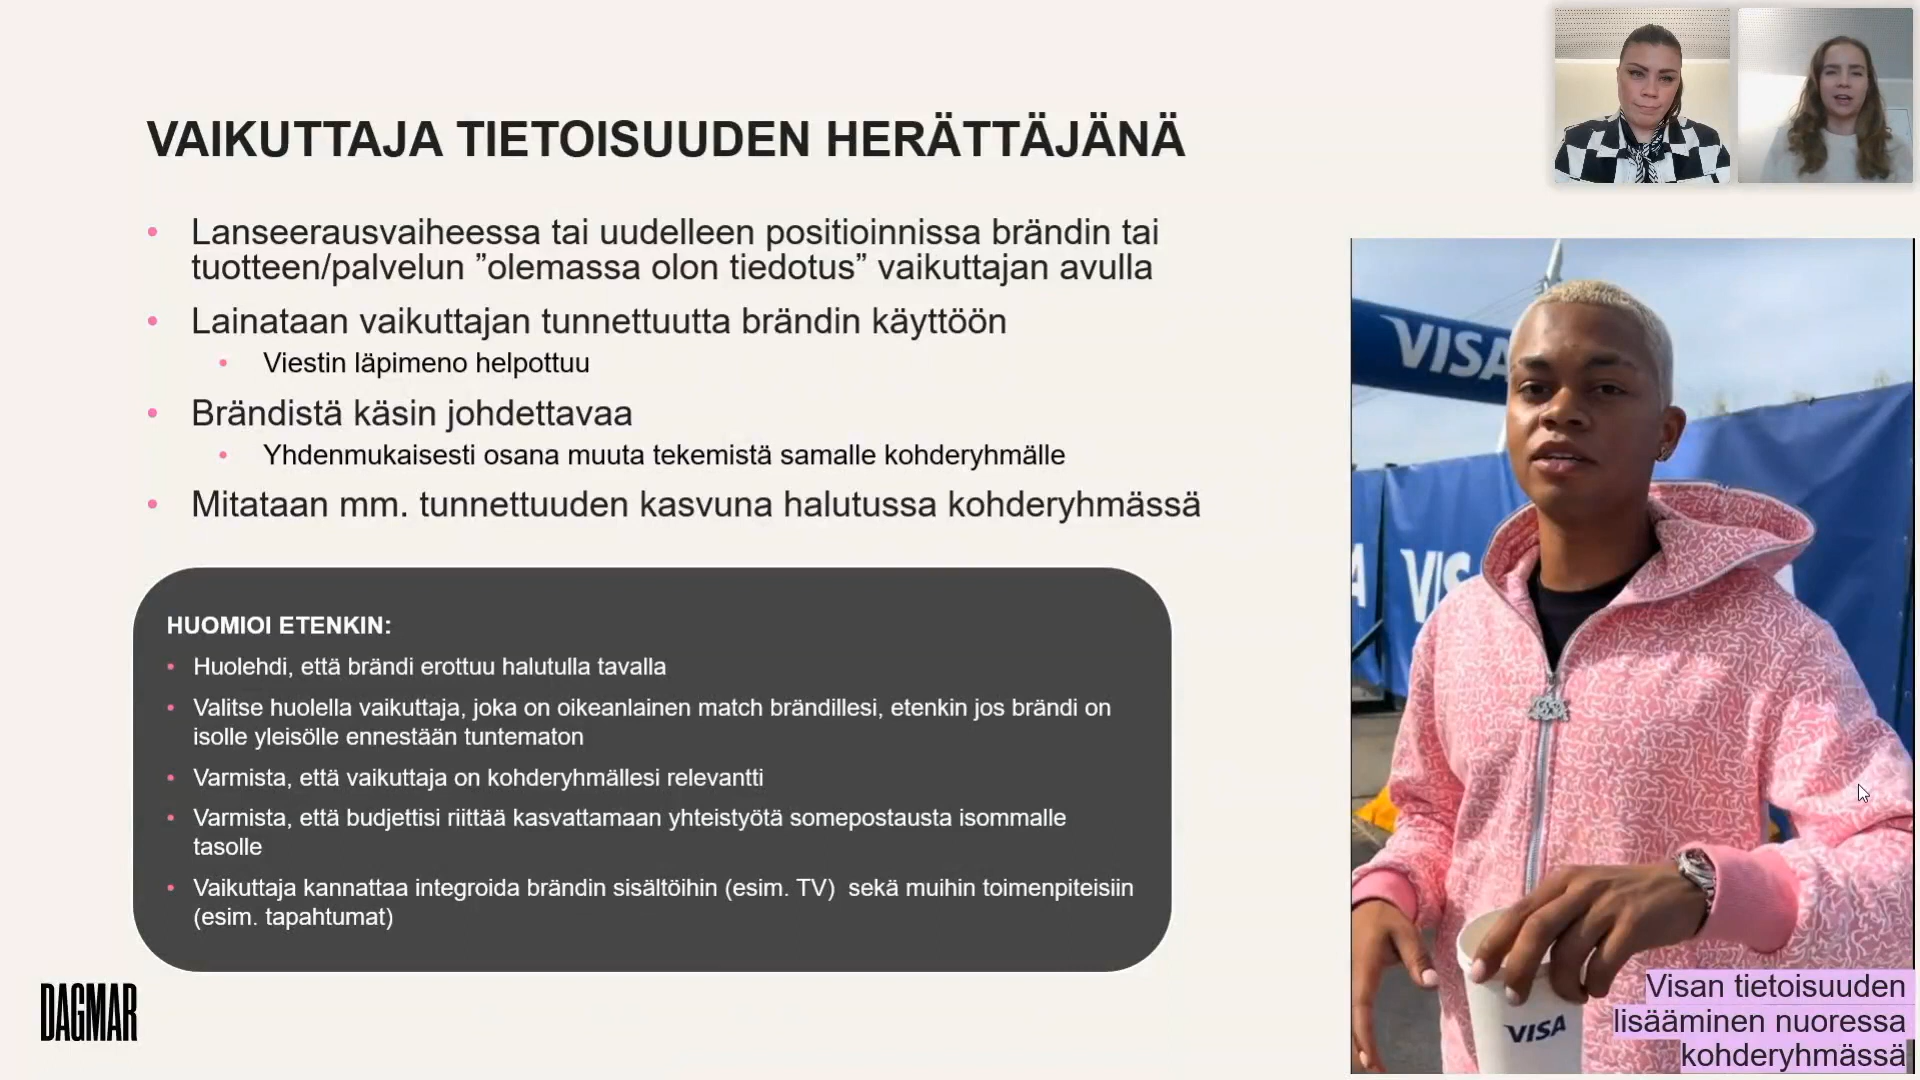 VAIKUTTAJA TIETOISUUDEN HERÄTTÄJÄNÄ
• Lanseerausvaiheessa tai uudelleen positioinnissa brändin tai
tuotteen/palvelun ”olemassa olon tiedotus” vaikuttajan avulla
• Lainataan vaikuttajan tunnettuutta brändin käyttöön
• Viestin läpimeno helpottuu
• Brändistä käsin johdettavaa
• Yhdenmukaisesti osana muuta tekemistä samalle kohderyhmälle
• Mitataan mm. tunnettuuden kasvuna halutussa kohderyhmässä
HUOMIOI ETENKIN:
• Huolehdi, että brändi erottuu halutulla tavalla
• Valitse huolella vaikuttaja, joka on oikeanlainen match brändillesi, etenkin jos brändi on
isolle yleisölle ennestään tuntematon
• Varmista, että vaikuttaja on kohderyhmällesi relevantti
• Varmista, että budjettisi riittää kasvattamaan yhteistyötä somepostausta isommalle
tasolle
• Vaikuttaja kannattaa integroida brändin sisältöihin (esim. TV)  sekä muihin toimenpiteisiin
(esim. tapahtumat)
DAGMAR
VISA
VISA
Visan tietoisuuden
lisääminen nuoressa
kohderyhmässä